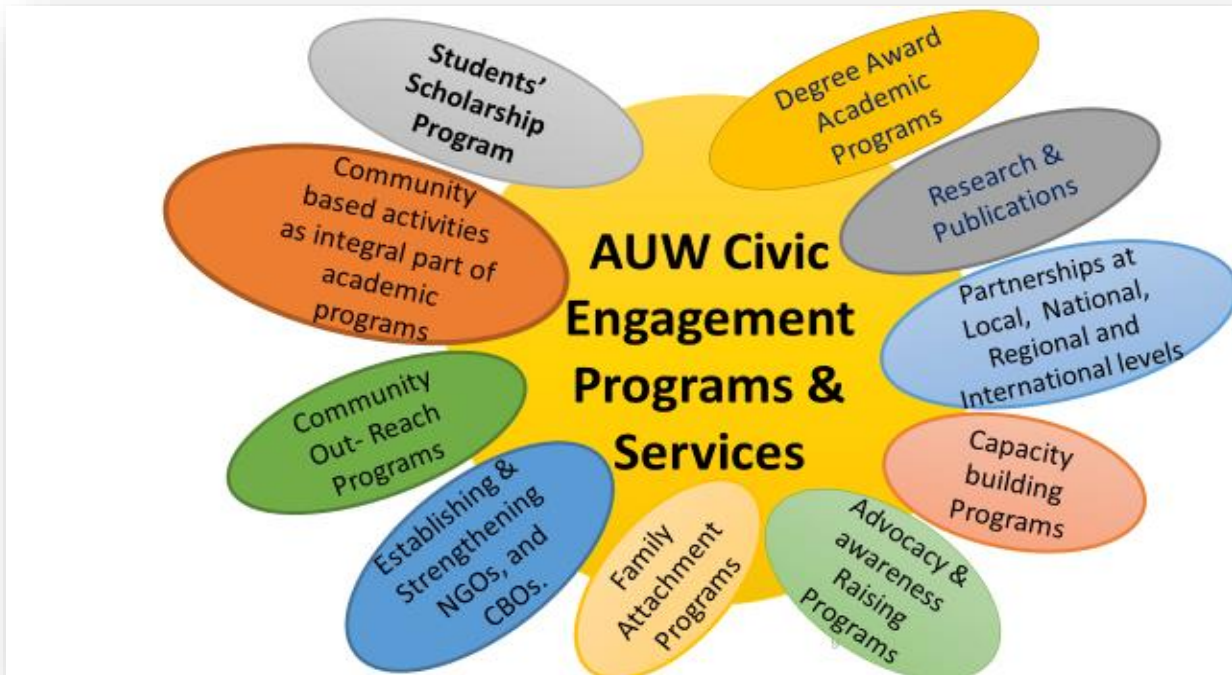 Students'
Scholarship
Program
Degree Award
Academic
Programs
Research &
Publications
Partnerships at
Local, National,
Regional and
International levels
Capacity
building
Programs
Advocacy &
awareness
Raising
Programs
Family
Attachment
Programs
Establishing &
Strengthening
NGOs, and
CBOs.
Community
Out- Reach
Programs
Community
based activities
as integral part of
academic
programs
AUW Civic
Engagement
Programs &
Services